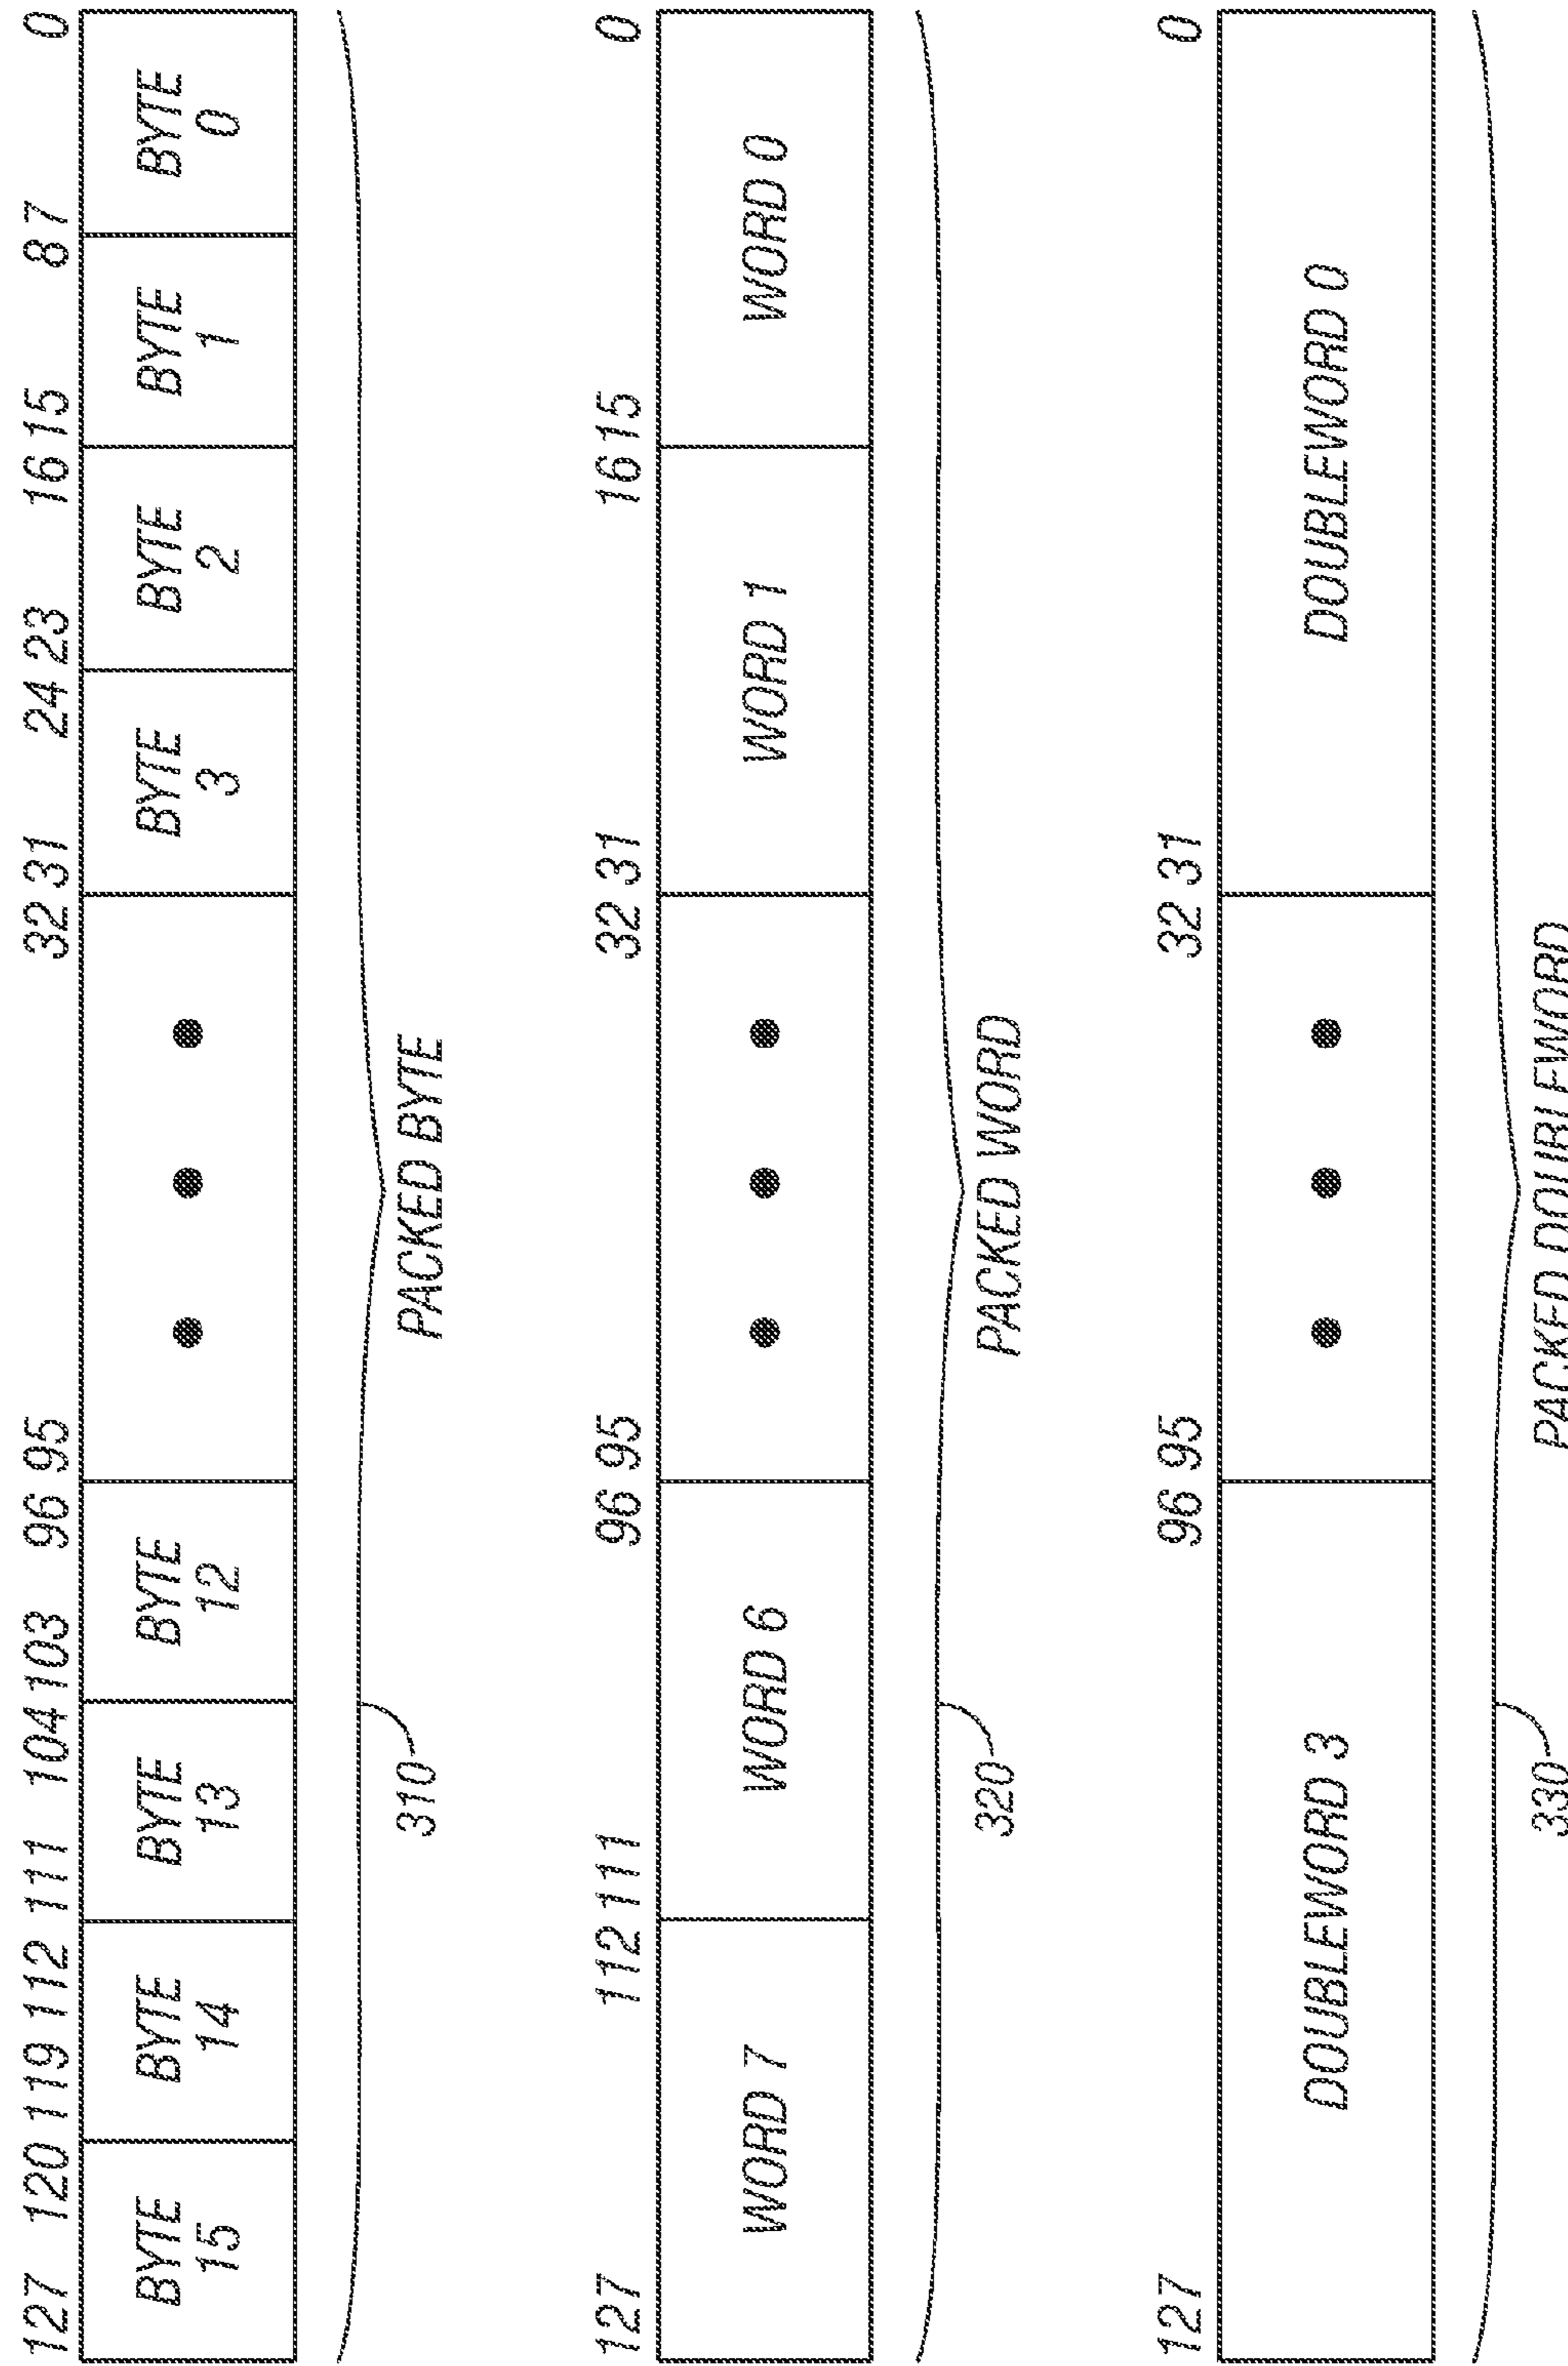 127 120 119 112 111 104 103 96 95 32 31 24 23 16 15 8 7 0
BYTE 15 BYTE 14 BYTE 13 BYTE 12 BYTE 3 BYTE 2 BYTE 1 BYTE 0
310
PACKED BYTE
127 112 111 96 95 32 31 16 15 0
WORD 7 WORD 6 WORD 1 WORD 0
320
PACKED WORD
127 96 95 32 31 0
DOUBLEWORD 3 DOUBLEWORD 0
330
PACKED DOUBLEWORD